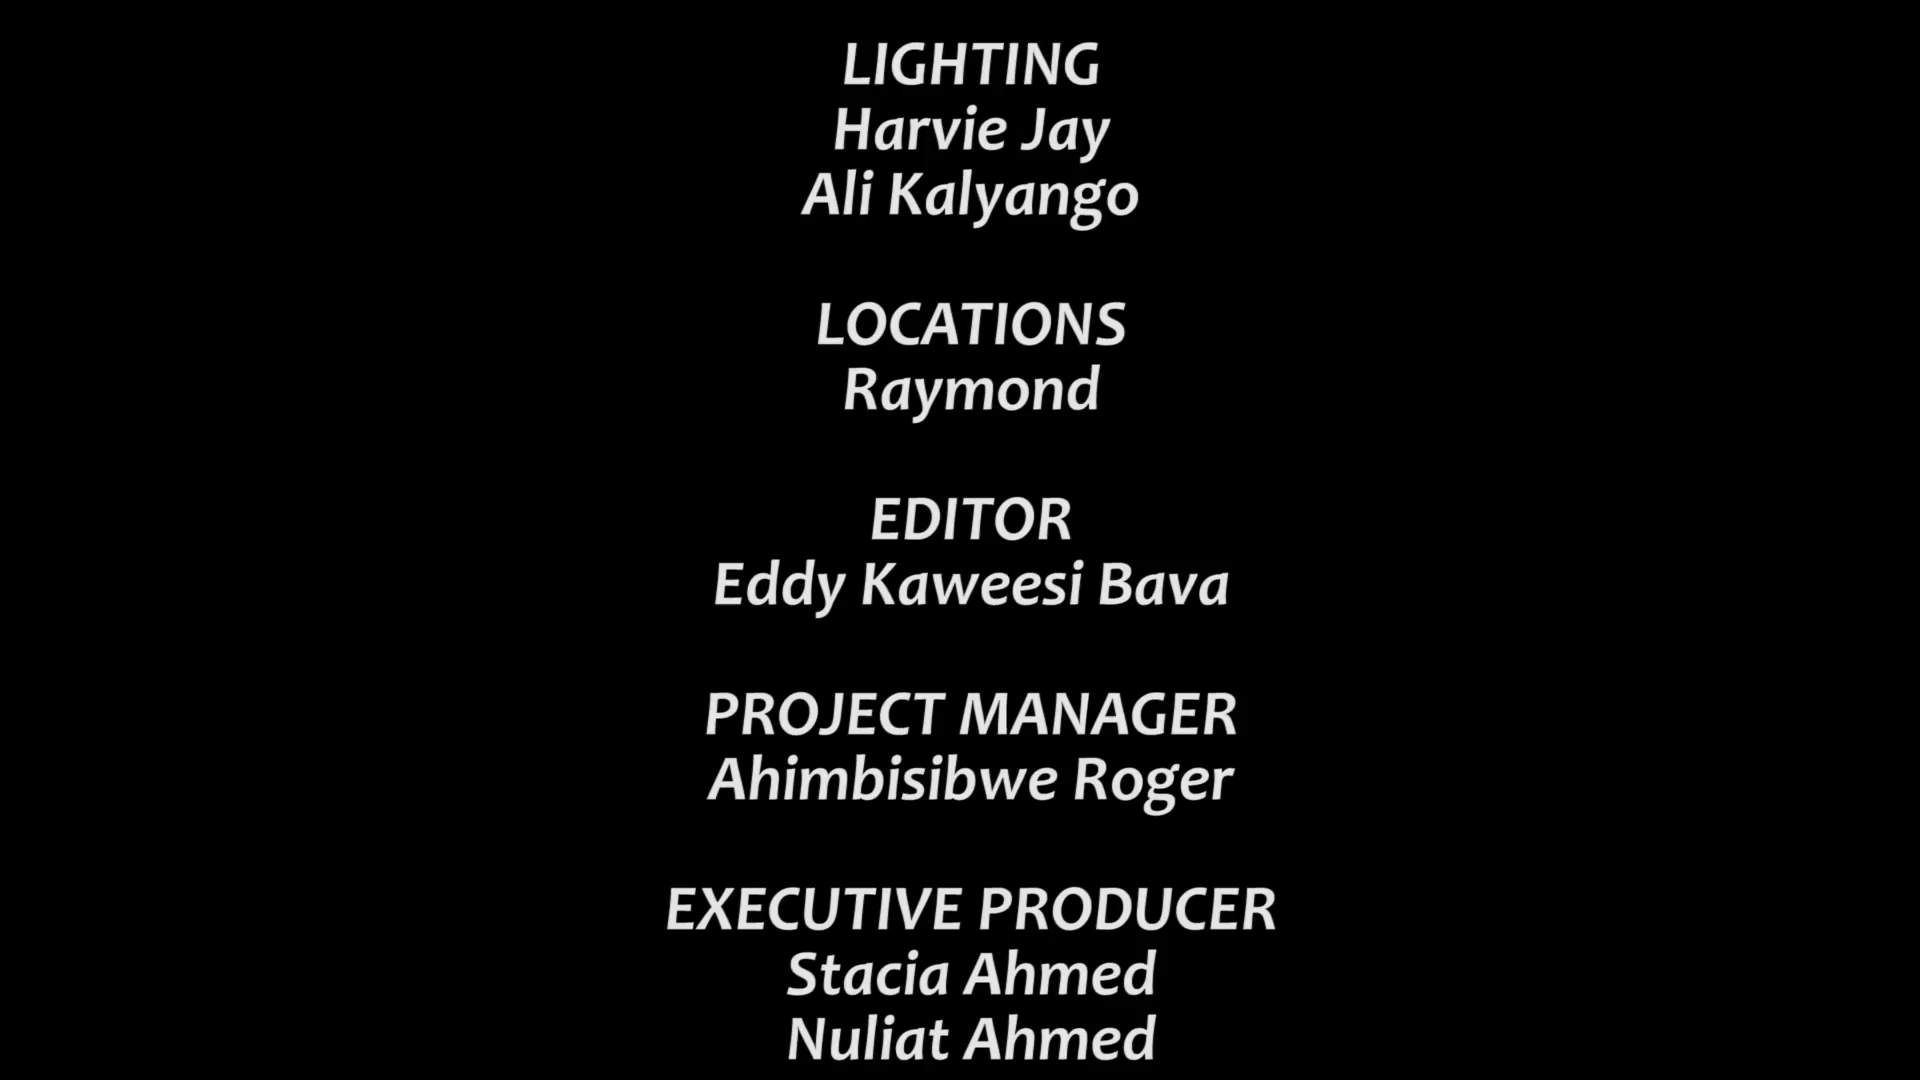 LIGHTING
Harvie Jay
Ali Kalyango
LOCATIONS
Raymond
EDITOR
Eddy Kaweesi Bava
PROJECT MANAGER
Ahimbisibwe Roger
EXECUTIVE PRODUCER
Stacia Ahmed
Nuliat Ahmed